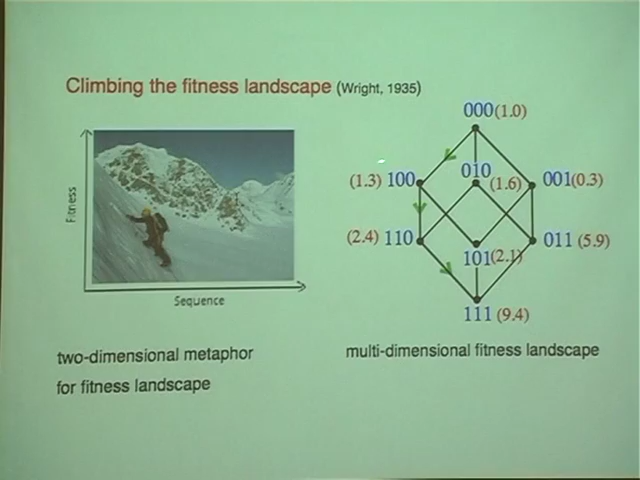 Climbing the fitness landscape (Wright, 1935)
Fitness
Sequence
two-dimensional metaphor
for fitness landscape
000(1.0)
(1.3) 100
010
(1.6)
001(0.3)
(2.4) 110
101(2.1)
011 (5.9)
111 (9.4)
multi-dimensional fitness landscape